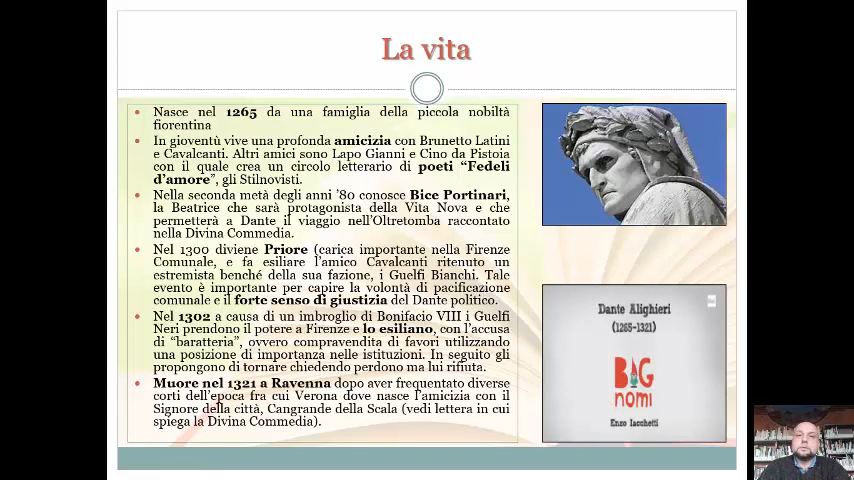 La vita
Nasce nel 1265 da una famiglia della piccola nobiltà
fiorentina
In gioventù vive una profonda amicizia con Brunetto Latini
e Cavalcanti. Altri amici sono Lapo Gianni e Cino da Pistoia
con il quale crea un circolo letterario di poeti “Fedeli
d’amore”, gli Stilnovisti.
Nella seconda metà degli anni ’80 conosce Bice Portinari,
la Beatrice che sarà protagonista della Vita Nova e che
permetterà a Dante il viaggio nell’Oltretomba raccontato
nella Divina Commedia.
Nel 1300 diviene Priore (carica importante nella Firenze
Comunale, e fa esiliare l’amico Cavalcanti ritenuto un
estremista benché della sua fazione, i Guelfi Bianchi. Tale
evento è importante per capire la volontà di pacificazione
comunale e il forte senso di giustizia del Dante politico.
Nel 1302 a causa di un imbroglio di Bonifacio VIII i Guelfi
Neri prendono il potere a Firenze e lo esiliano, con l’accusa
di “baratteria”, ovvero compravendita di favori utilizzando
una posizione di importanza nelle istituzioni. In seguito gli
propongono di tornare chiedendo perdono ma lui rifiuta.
Muore nel 1321 a Ravenna dopo aver frequentato diverse
corti dell’epoca fra cui Verona dove nasce l’amicizia con il
Signore della città, Cangrande della Scala (vedi lettera in cui
spiega la Divina Commedia).
Dante Alighieri
(1265-1321)
BIG
nomi
Enzo Iacchetti